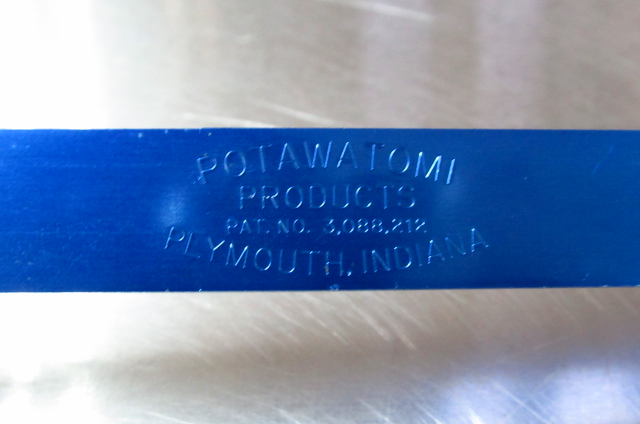 POTAWATOMI
PRODUCTS
PAT. NO. 3,088,212
PLYMOUTH, INDIANA